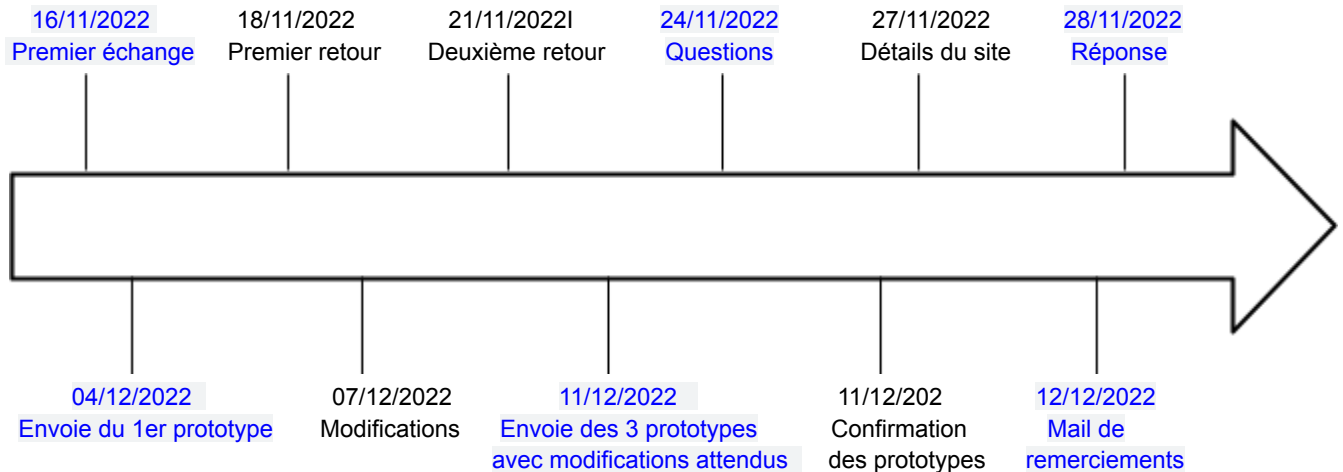 16/11/2022
Premier échange
18/11/2022
Premier retour
21/11/2022I
Deuxième retour
24/11/2022
Questions
27/11/2022
Détails du site
28/11/2022
Réponse
04/12/2022
Envoie du 1er prototype
07/12/2022
Modifications
11/12/2022
Envoie des 3 prototypes
avec modifications attendus
11/12/202
Confirmation
des prototypes
12/12/2022
Mail de
remerciements